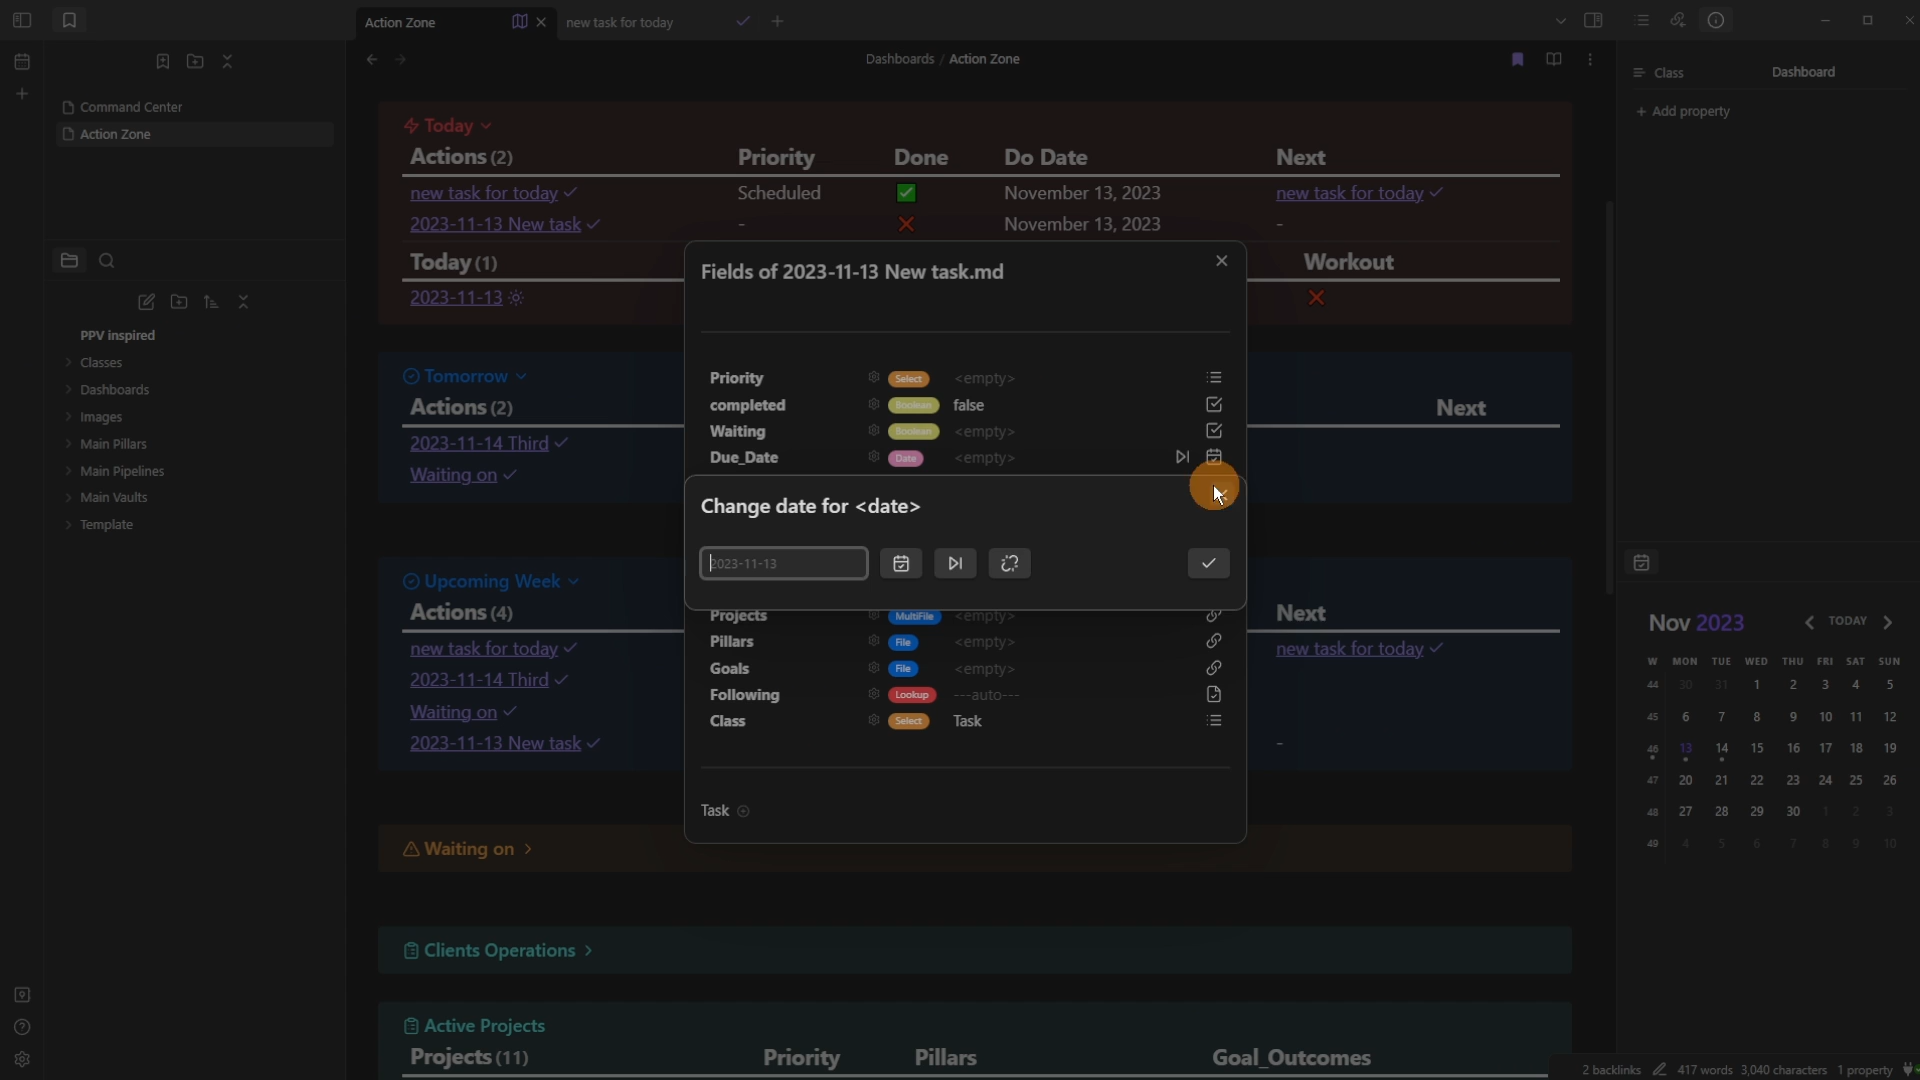 Action Zone
new task for today
Dashboards / Action Zone
Class
Dashboard
+ Add property
Command Center
Action Zone
PPV inspired
Classes
Dashboards
Images
Main Pillars
Main Pipelines
Main Vaults
Template
Today
Actions (2) Priority Done Do Date Next
new task for today Scheduled November 13, 2023 new task for today
2023-11-13 New task - November 13, 2023 -
Today (1) Workout
2023-11-13
Tomorrow
Actions (2) Next
2023-11-14 Third
Waiting on
Upcoming Week
Actions (4) Next
new task for today new task for today
2023-11-14 Third
Waiting on
2023-11-13 New task -
Waiting on
Clients Operations
Active Projects
Projects (11) Priority Pillars Goal_Outcomes
Fields of 2023-11-13 New task.md
Priority Select <empty>
completed Boolean false
Waiting Boolean <empty>
Due_Date Date <empty>
Change date for <date>
2023-11-13
Projects MultiFile <empty>
Pillars File <empty>
Goals File <empty>
Following Lookup ---auto---
Class Select Task
Task
Nov 2023 TODAY
W MON TUE WED THU FRI SAT SUN
44 30 31 1 2 3 4 5
45 6 7 8 9 10 11 12
46 13 14 15 16 17 18 19
47 20 21 22 23 24 25 26
48 27 28 29 30 1 2 3
49 4 5 6 7 8 9 10
2 backlinks 417 words 3,040 characters 1 property